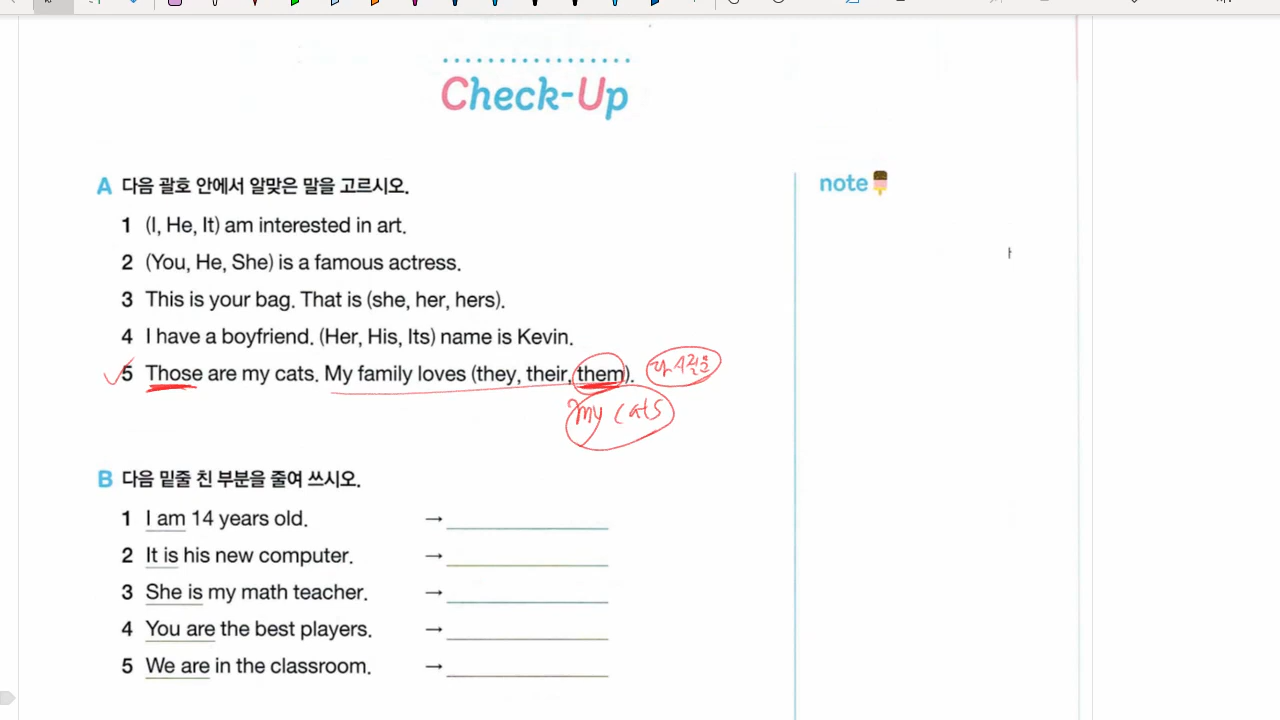 Check-Up
A 다음 괄호 안에서 알맞은 말을 고르시오.
note
1 (I, He, It) am interested in art.
2 (You, He, She) is a famous actress.
3 This is your bag. That is (she, her, hers).
4 I have a boyfriend. (Her, His, Its) name is Kevin.
5 Those are my cats. My family loves (they, their, them).
my cats
B 다음 밑줄 친 부분을 줄여 쓰시오.
1 I am 14 years old. →
2 It is his new computer. →
3 She is my math teacher. →
4 You are the best players. →
5 We are in the classroom. →